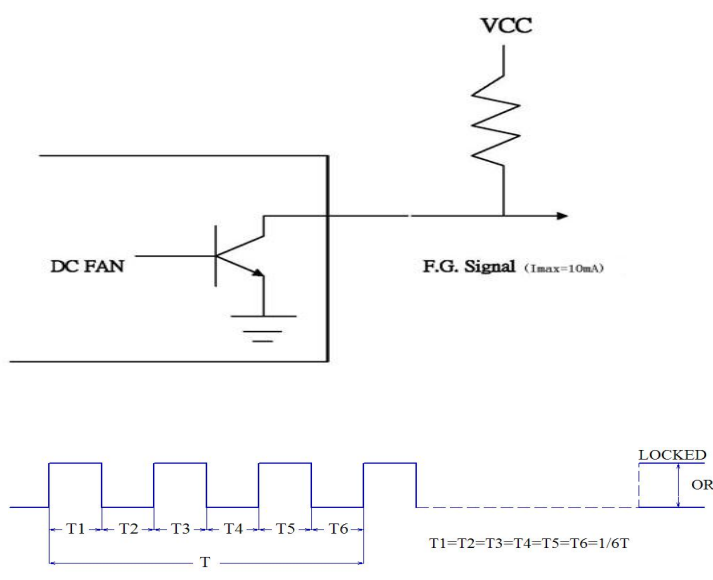 VCC
DC FAN
F.G. Signal (Imax=10mA)
LOCKED
OR
T1 T2 T3 T4 T5 T6
T1=T2=T3=T4=T5=T6=1/6T
T